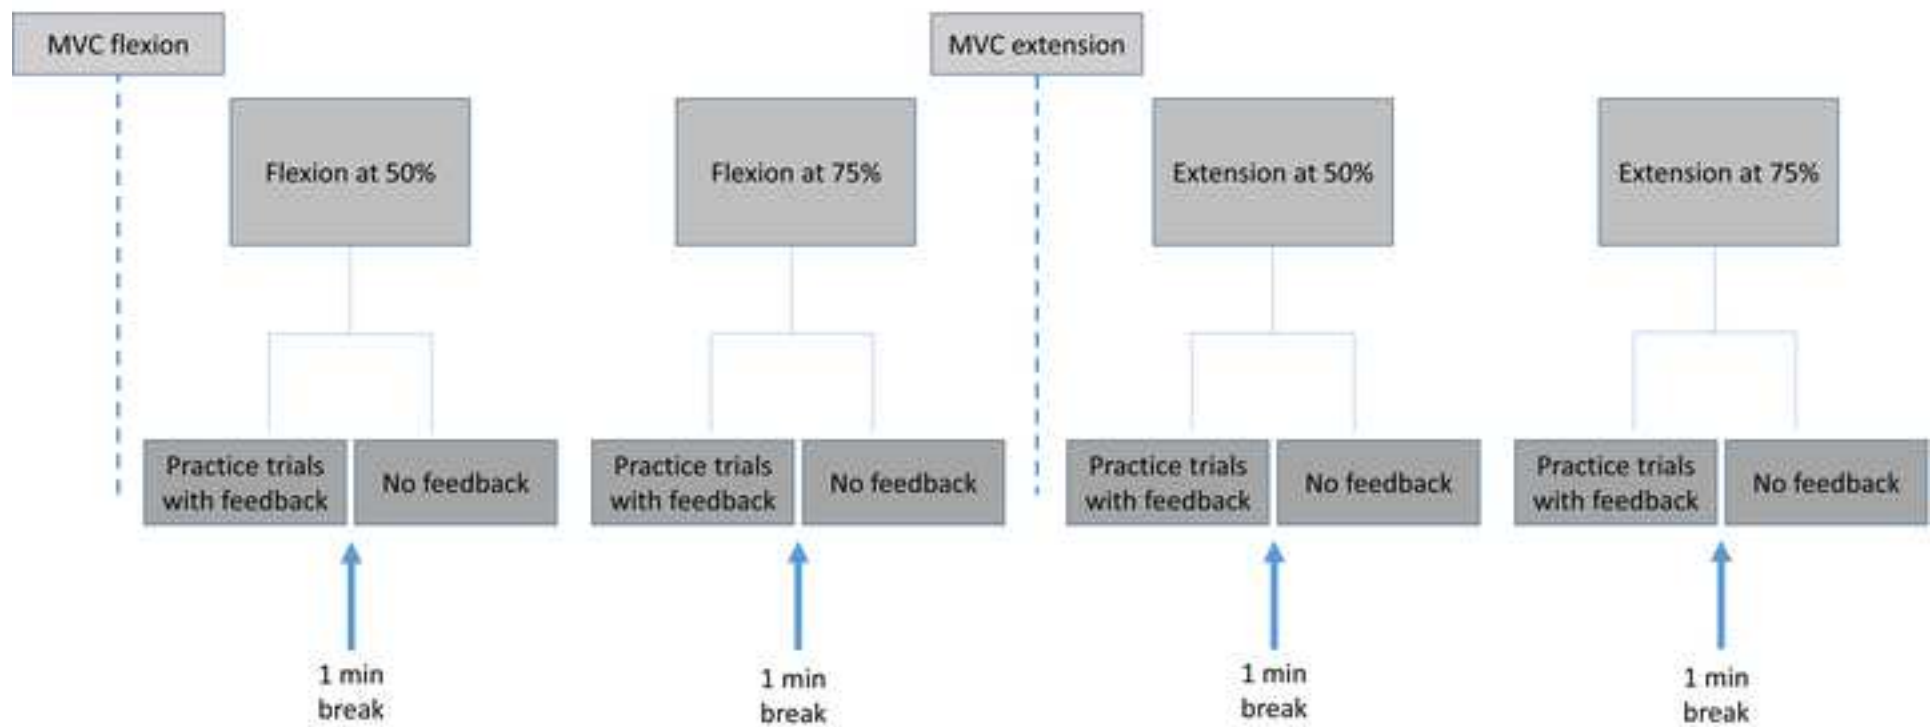 MVC flexion
MVC extension
Flexion at 50%
Flexion at 75%
Extension at 50%
Extension at 75%
Practice trials
with feedback
No feedback
Practice trials
with feedback
No feedback
Practice trials
with feedback
No feedback
Practice trials
with feedback
No feedback
1 min
break
1 min
break
1 min
break
1 min
break